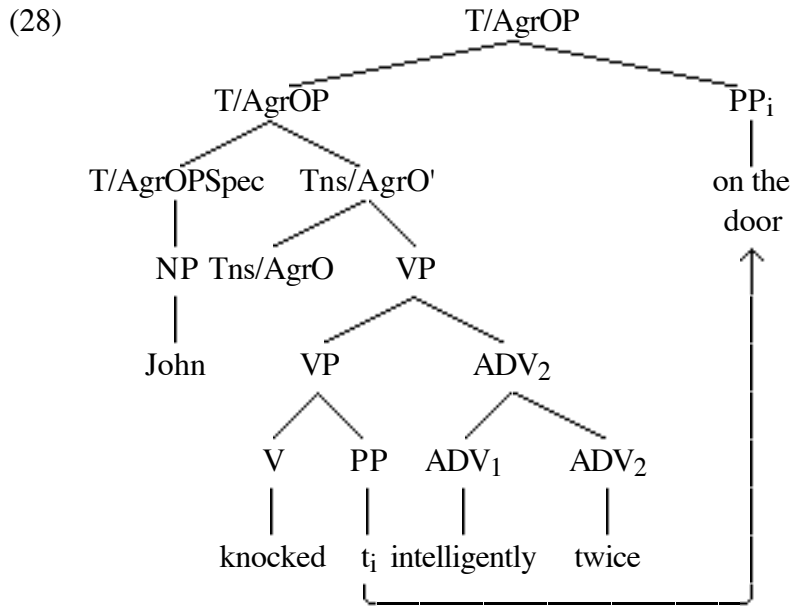 (28) T/AgrOP
T/AgrOP PPi
T/AgrOPSpec Tns/AgrO' on the
door
NP Tns/AgrO VP
John VP ADV2
V PP ADV1 ADV2
knocked ti intelligently twice